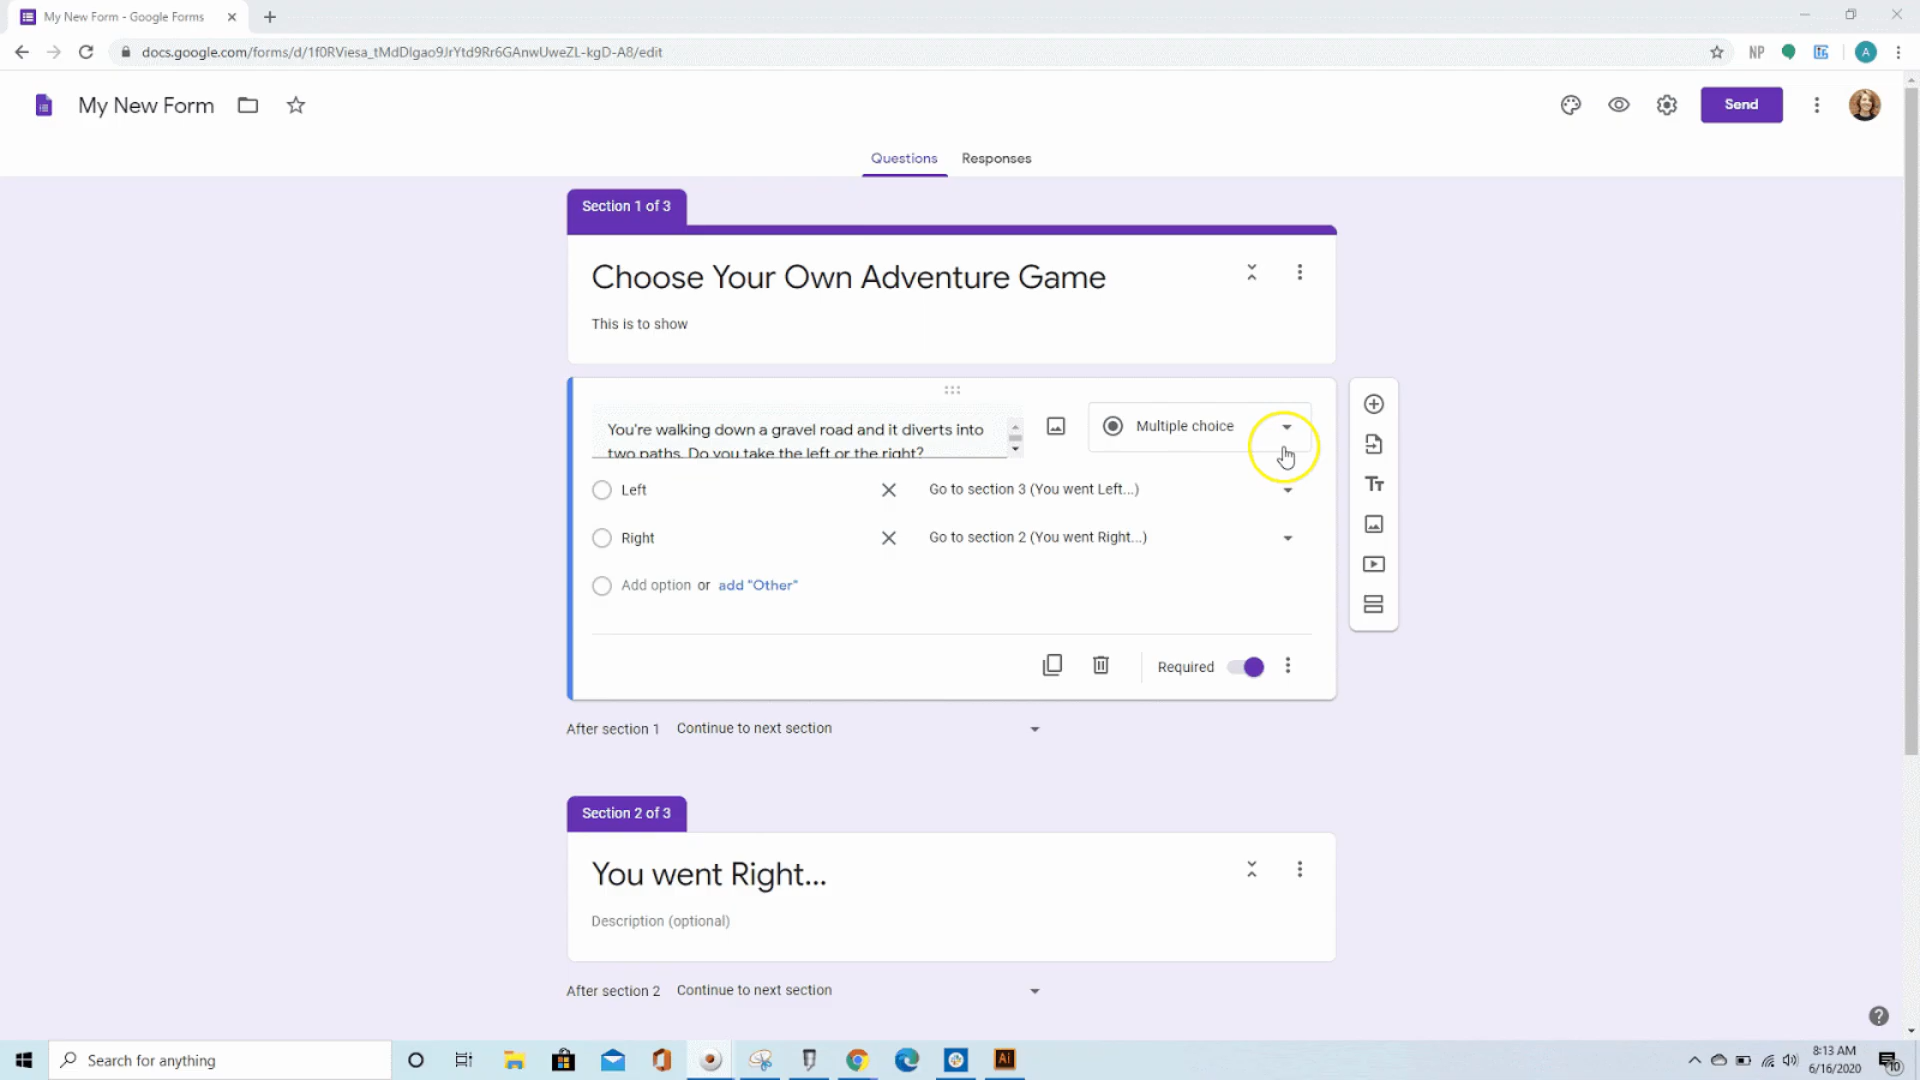 My New Form - Google Forms
docs.google.com/forms/d/1f0RViesa_tMdDlgao9JrYtd9Rr6GAnwUweZL-kgD-A8/edit
NP
A
My New Form
Send
Questions
Responses
Section 1 of 3
Choose Your Own Adventure Game
This is to show
You're walking down a gravel road and it diverts into
two paths. Do you take the left or the right?
Multiple choice
Left
Go to section 3 (You went Left...)
Right
Go to section 2 (You went Right...)
Add option or add "Other"
Required
After section 1 Continue to next section
Section 2 of 3
You went Right...
Description (optional)
After section 2 Continue to next section
Search for anything
Ai
8:13 AM
6/16/2020
10